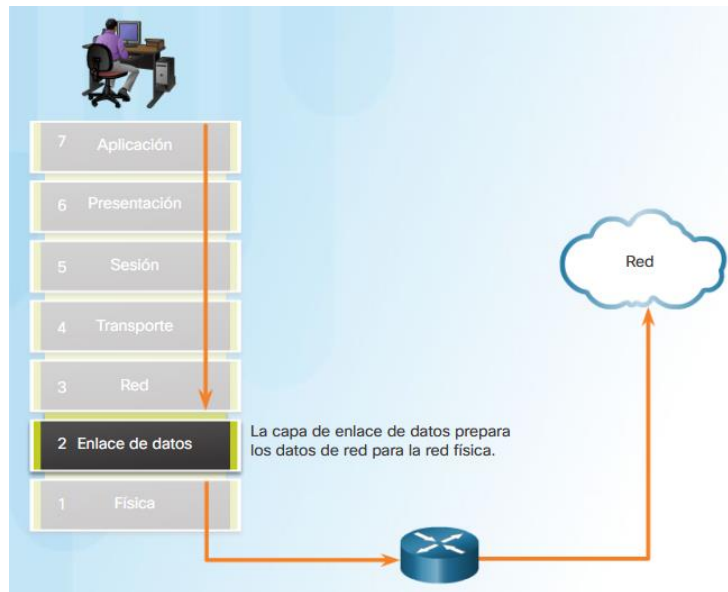 7 Aplicación
6 Presentación
5 Sesión
4 Transporte
3 Red
2 Enlace de datos
La capa de enlace de datos prepara
los datos de red para la red física.
1 Física
Red